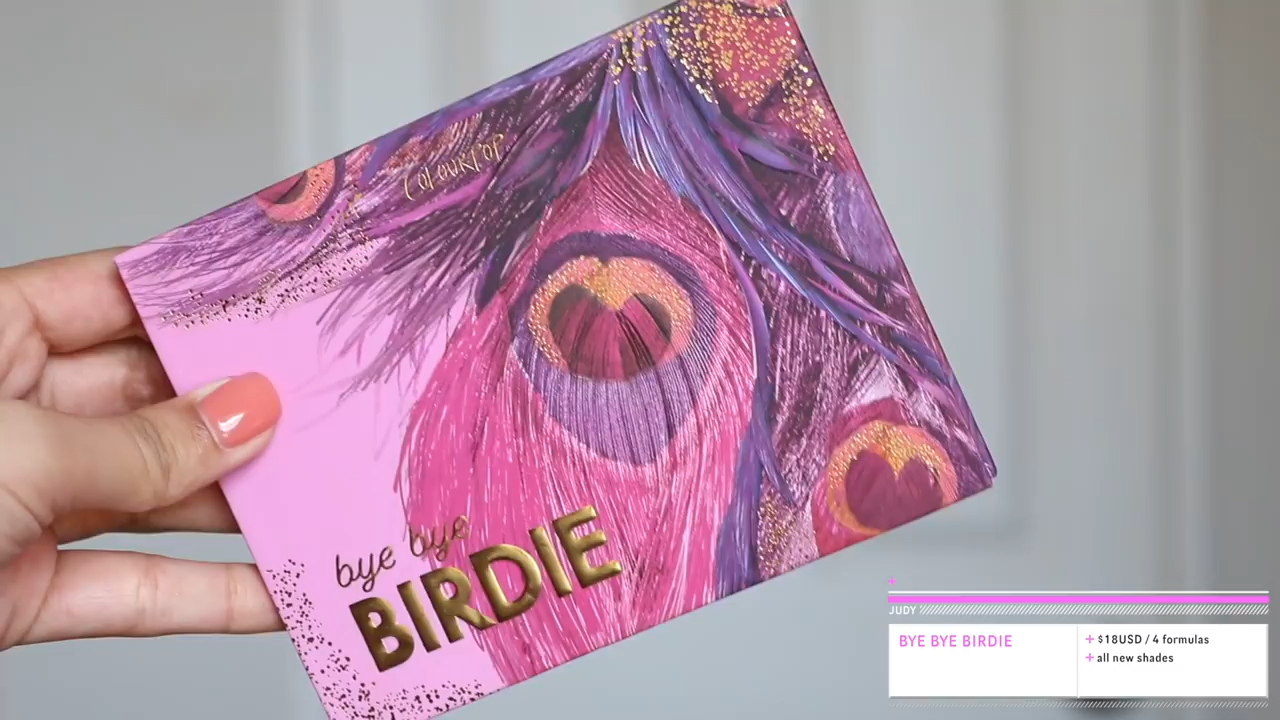 COLOURPOP
bye bye
BIRDIE
JUDY
BYE BYE BIRDIE
+ $18USD / 4 formulas
+ all new shades